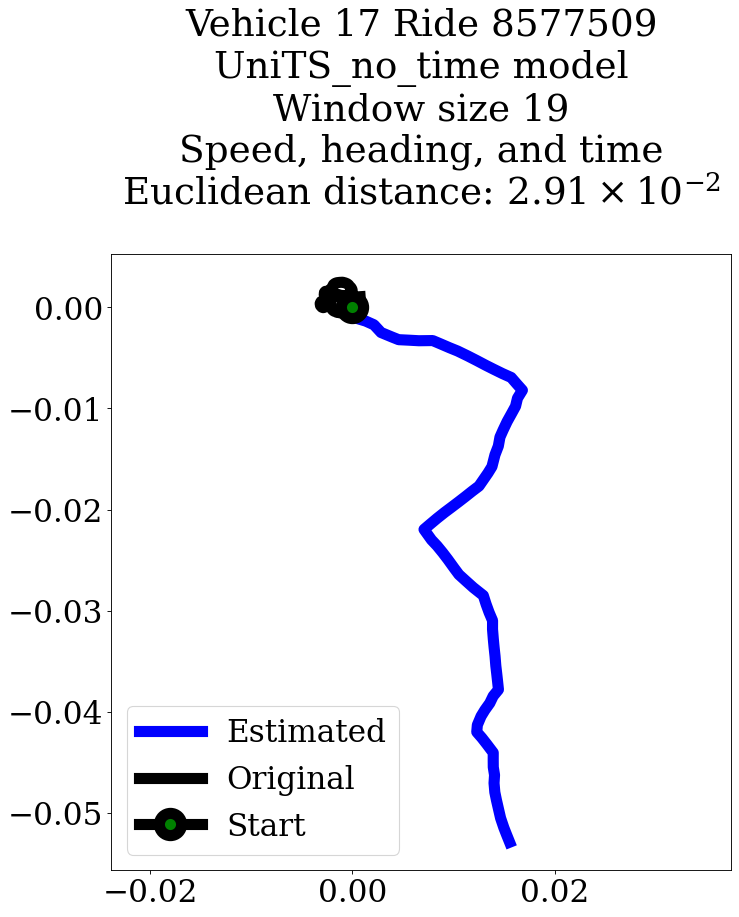 Vehicle 17 Ride 8577509
UniTS_no_time model
Window size 19
Speed, heading, and time
Euclidean distance: 2.91 × 10⁻²
0.00
−0.01
−0.02
−0.03
−0.04
−0.05
Estimated
Original
Start
−0.02
0.00
0.02